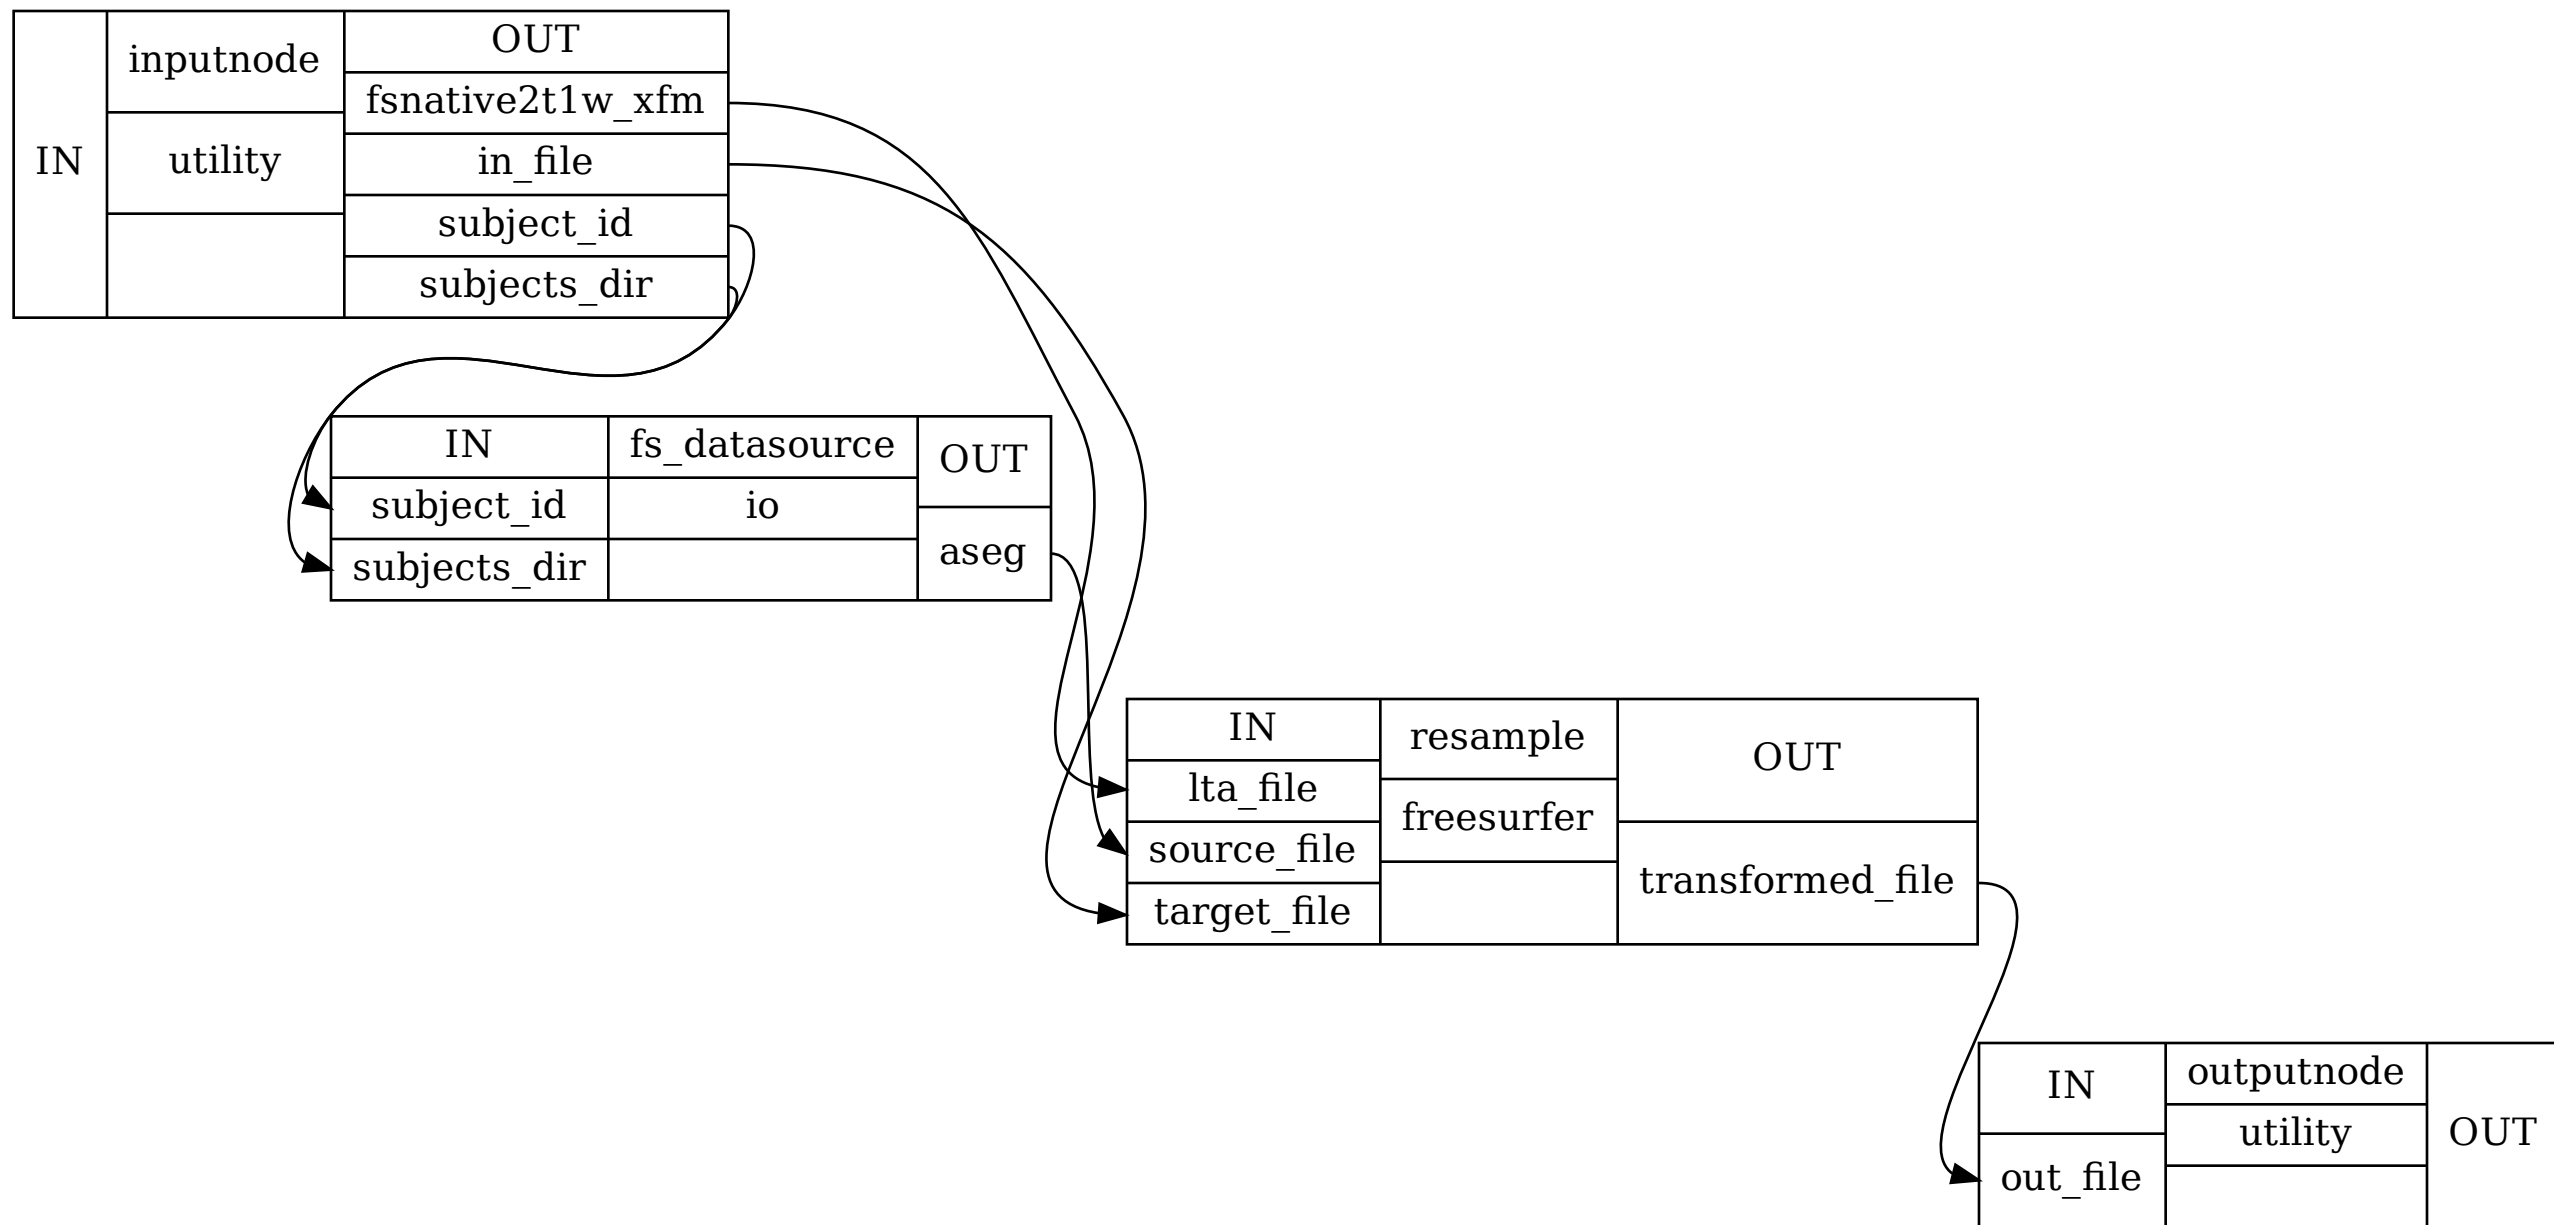 IN
inputnode
utility
OUT
fsnative2t1w_xfm
in_file
subject_id
subjects_dir
IN
subject_id
subjects_dir
fs_datasource
io
OUT
aseg
IN
lta_file
source_file
target_file
resample
freesurfer
OUT
transformed_file
IN
out_file
outputnode
utility
OUT